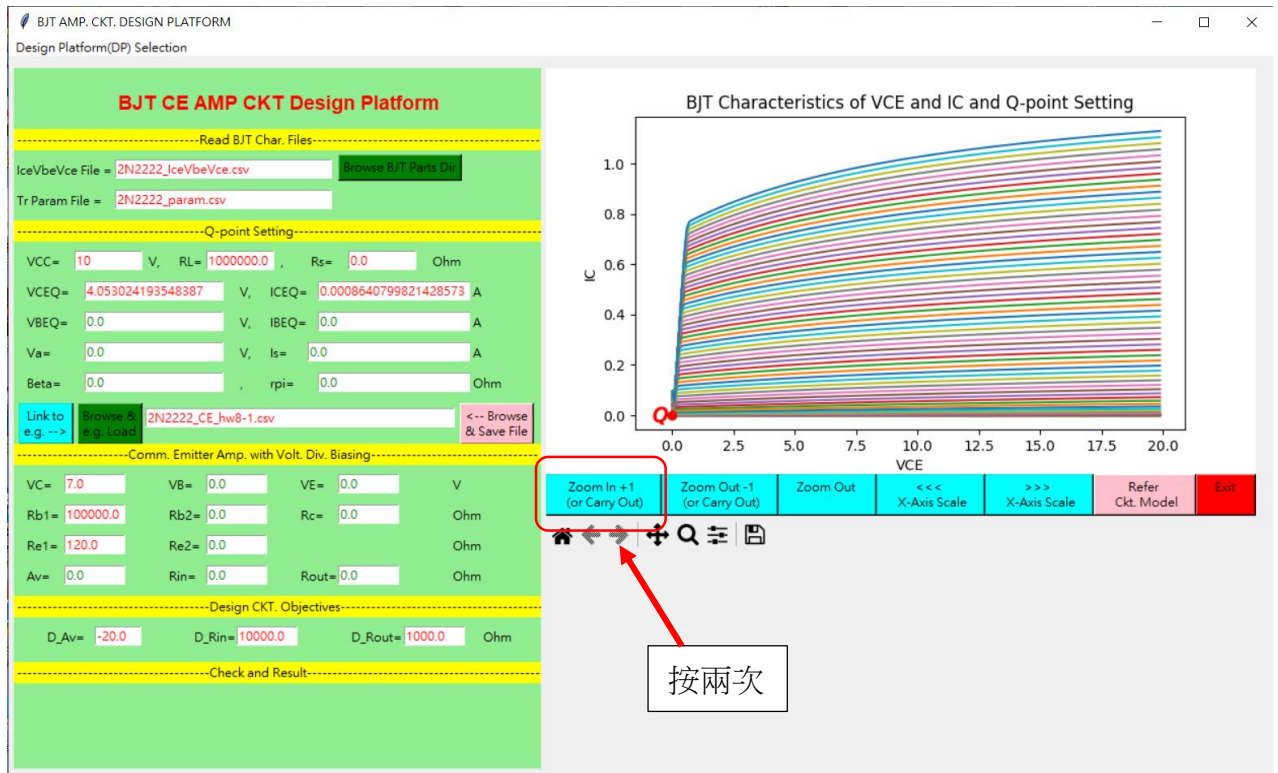 BJT AMP. CKT. DESIGN PLATFORM
Design Platform(DP) Selection
BJT CE AMP CKT Design Platform
Read BJT Char. Files
IceVbeVce File = 2N2222_IceVbeVce.csv Browse BJT Parts Dir
Tr Param File = 2N2222_param.csv
Q-point Setting
VCC= 10 V, RL= 1000000.0 , Rs= 0.0 Ohm
VCEQ= 4.053024193548387 V, ICEQ= 0.0008640799821428573 A
VBEQ= 0.0 V, IBEQ= 0.0 A
Va= 0.0 V, Is= 0.0 A
Beta= 0.0 , rpi= 0.0 Ohm
Link to e.g. --> Browse & e.g. Load 2N2222_CE_hw8-1.csv <-- Browse & Save File
Comm. Emitter Amp. with Volt. Div. Biasing
VC= 7.0 VB= 0.0 VE= 0.0 V
Rb1= 100000.0 Rb2= 0.0 Rc= 0.0 Ohm
Re1= 120.0 Re2= 0.0 Ohm
Av= 0.0 Rin= 0.0 Rout= 0.0 Ohm
Design CKT. Objectives
D_Av= -20.0 D_Rin= 10000.0 D_Rout= 1000.0 Ohm
Check and Result
BJT Characteristics of VCE and IC and Q-point Setting
1.0
0.8
0.6
IC
0.4
0.2
0.0
Q
0.0 2.5 5.0 7.5 10.0 12.5 15.0 17.5 20.0
VCE
Zoom In +1 (or Carry Out)
Zoom Out -1 (or Carry Out)
Zoom Out
<<< X-Axis Scale
>>> X-Axis Scale
Refer Ckt. Model
Exit
按兩次